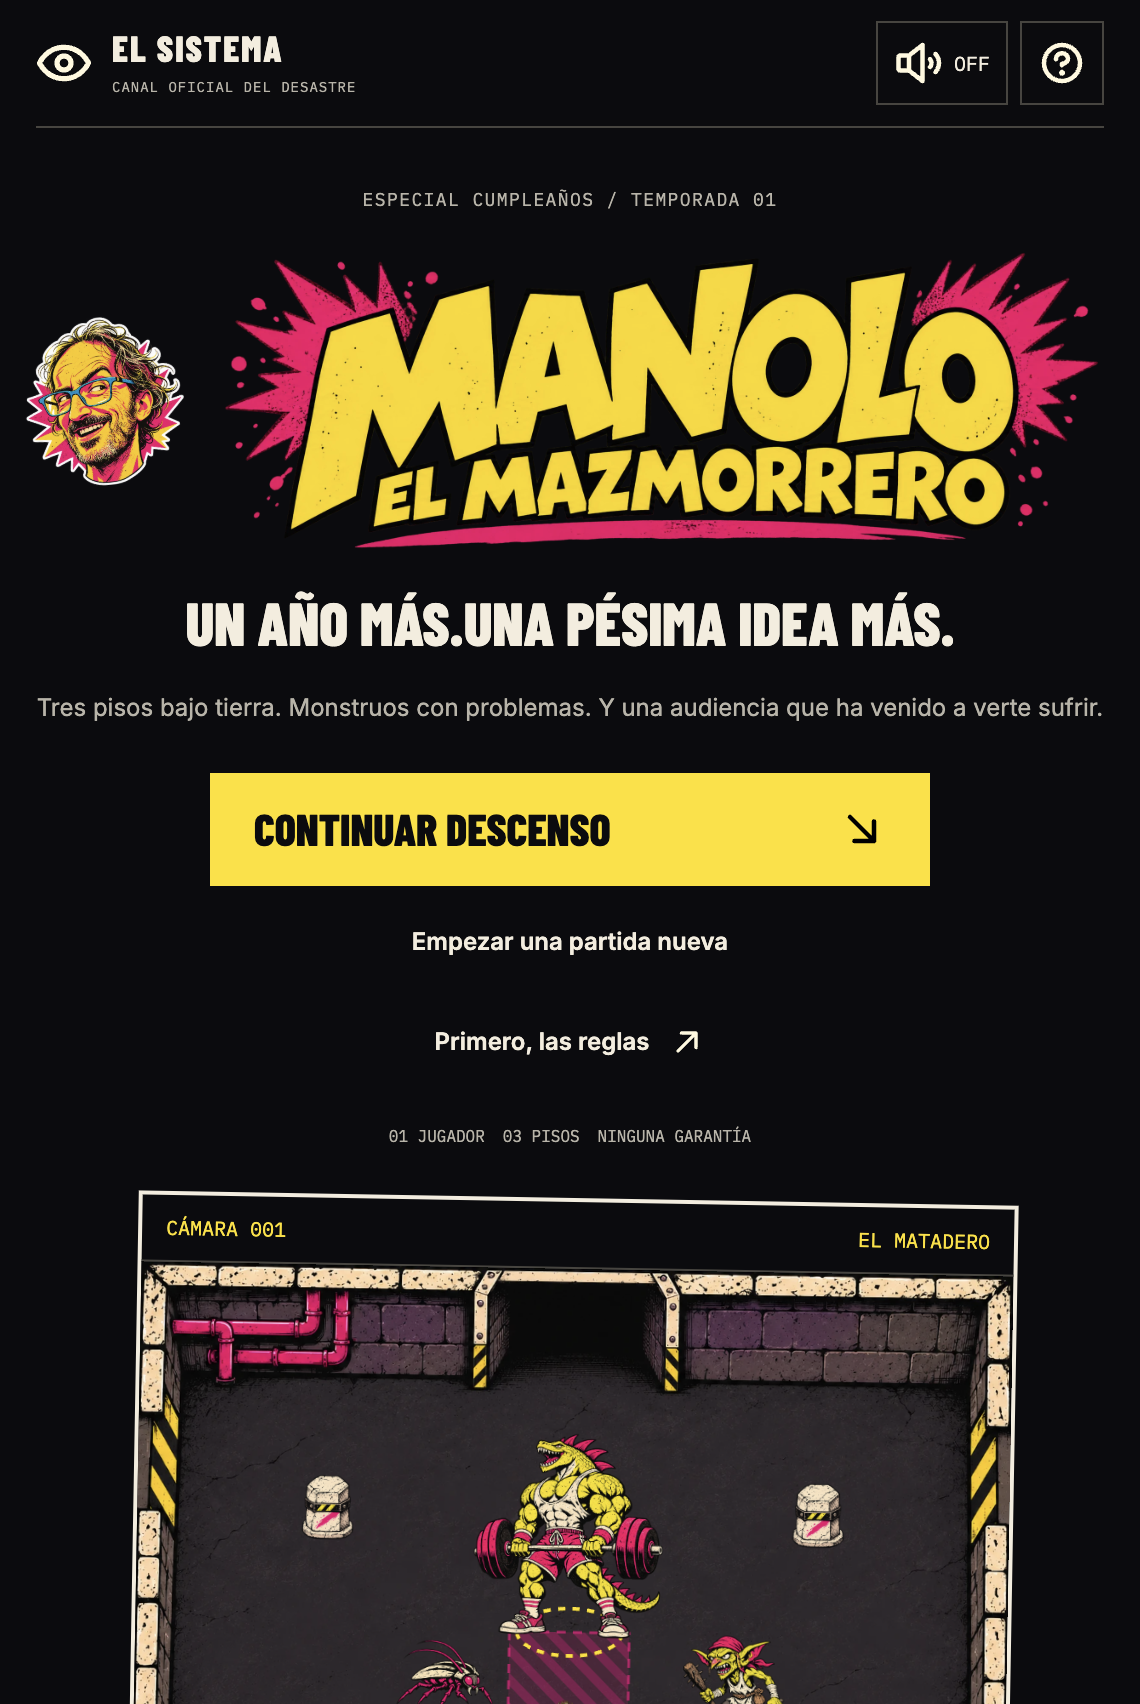 EL SISTEMA
CANAL OFICIAL DEL DESASTRE
OFF
ESPECIAL CUMPLEAÑOS / TEMPORADA 01
MANOLO
EL MAZMORRERO
UN AÑO MÁS.UNA PÉSIMA IDEA MÁS.
Tres pisos bajo tierra. Monstruos con problemas. Y una audiencia que ha venido a verte sufrir.
CONTINUAR DESCENSO
Empezar una partida nueva
Primero, las reglas
01 JUGADOR 03 PISOS NINGUNA GARANTÍA
CÁMARA 001
EL MATADERO